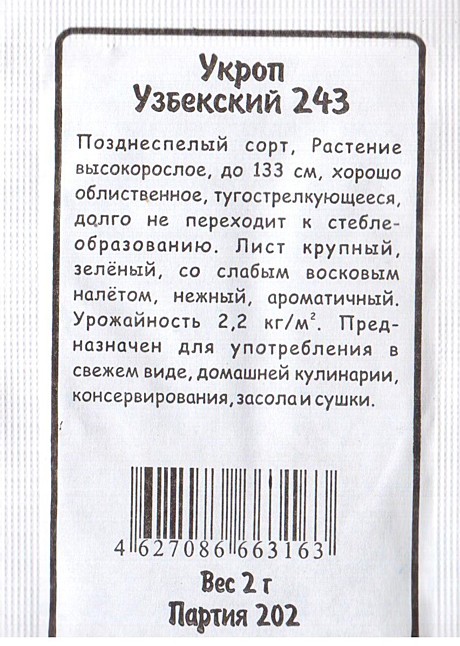 Укроп
Узбекский 243
Позднеспелый сорт, Растение
высокорослое, до 133 см, хорошо
облиственное, тугострелкующееся,
долго не переходит к стебле-
образованию. Лист крупный,
зелёный, со слабым восковым
налётом, нежный, ароматичный.
Урожайность 2,2 кг/м². Пред-
назначен для употребления в
свежем виде, домашней кулинарии,
консервирования, засола и сушки.
4 627086 663163
Вес 2 г
Партия 202